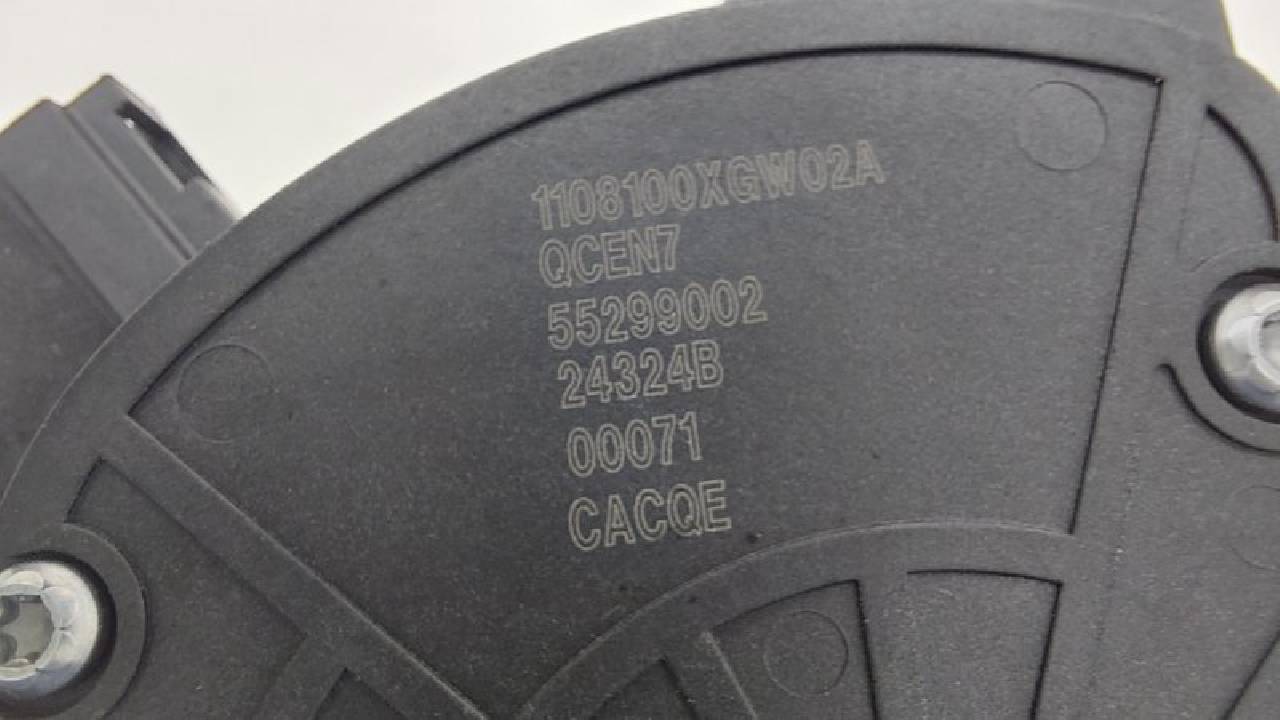 1108100XGW02A
QCEN7
55299002
24324B
00071
CACQE